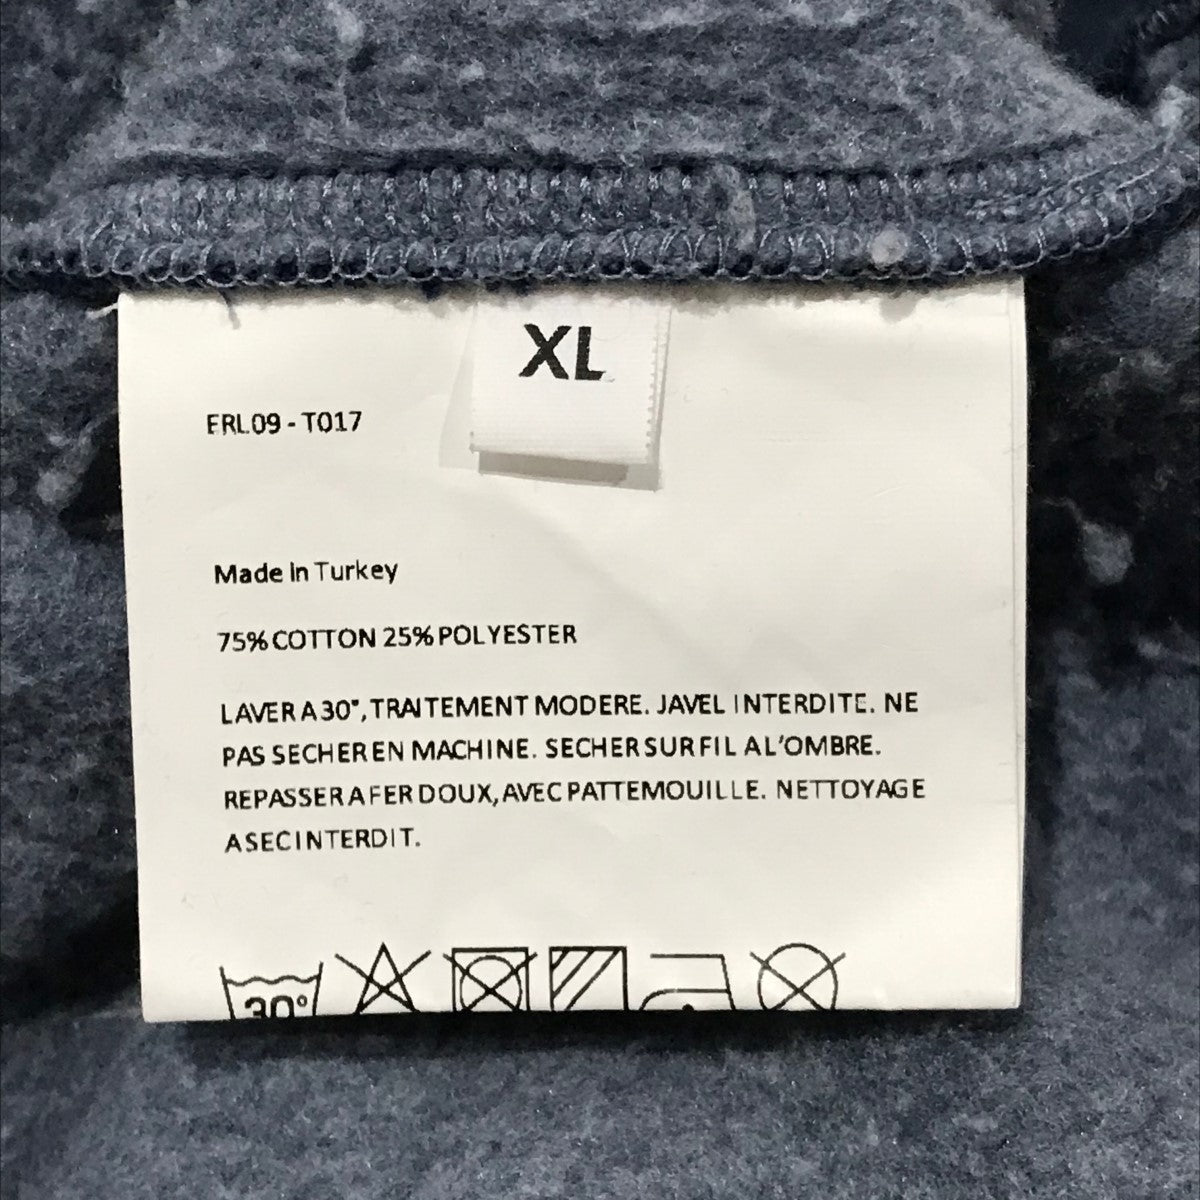 XL
ERL09 - T017
Made In Turkey
75% COTTON 25% POLYESTER
LAVER A 30°, TRAITEMENT MODERE. JAVEL INTERDITE. NE
PAS SECHER EN MACHINE. SECHER SUR FIL A L'OMBRE.
REPASSER A FER DOUX, AVEC PATTEMOUILLE. NETTOYAGE
A SEC INTERDIT.
30°